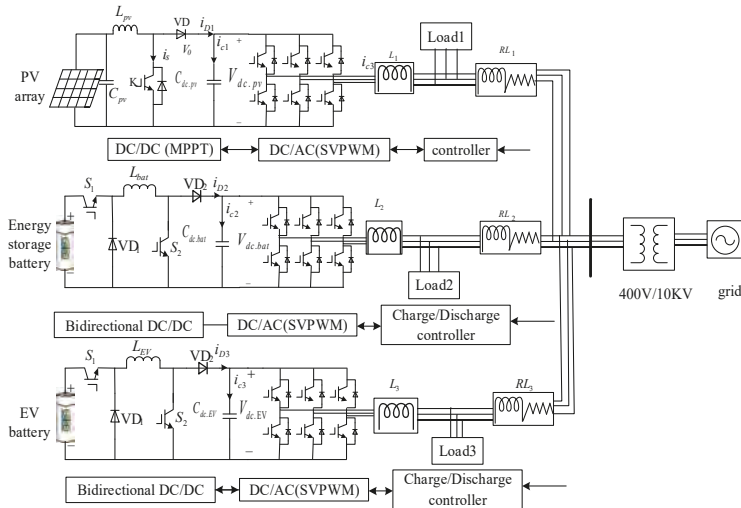 L_pv
VD
i_D1
V_0
i_s
i_c1
+
K
PV
array
C_pv
C_dc.pv
V_dc.pv
−
i_c3
L_1
Load1
RL_1
DC/DC (MPPT)
DC/AC(SVPWM)
controller
S_1
L_bat
VD_2
i_D2
+
i_c2
+
Energy
storage
battery
VD_1
S_2
C_dc.bat
V_dc.bat
−
−
L_2
Load2
RL_2
400V/10KV
grid
Bidirectional DC/DC
DC/AC(SVPWM)
Charge/Discharge
controller
S_1
L_EV
VD_2
i_D3
+
i_c3
+
EV
battery
VD_1
S_2
C_dc.EV
V_dc.EV
−
−
L_3
Load3
RL_3
Bidirectional DC/DC
DC/AC(SVPWM)
Charge/Discharge
controller